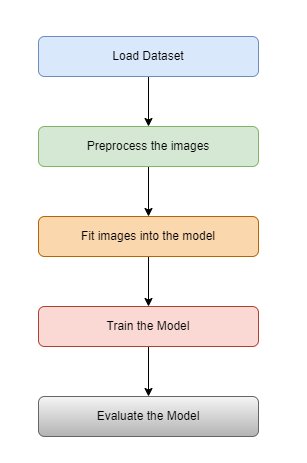 Load Dataset
Preprocess the images
Fit images into the model
Train the Model
Evaluate the Model